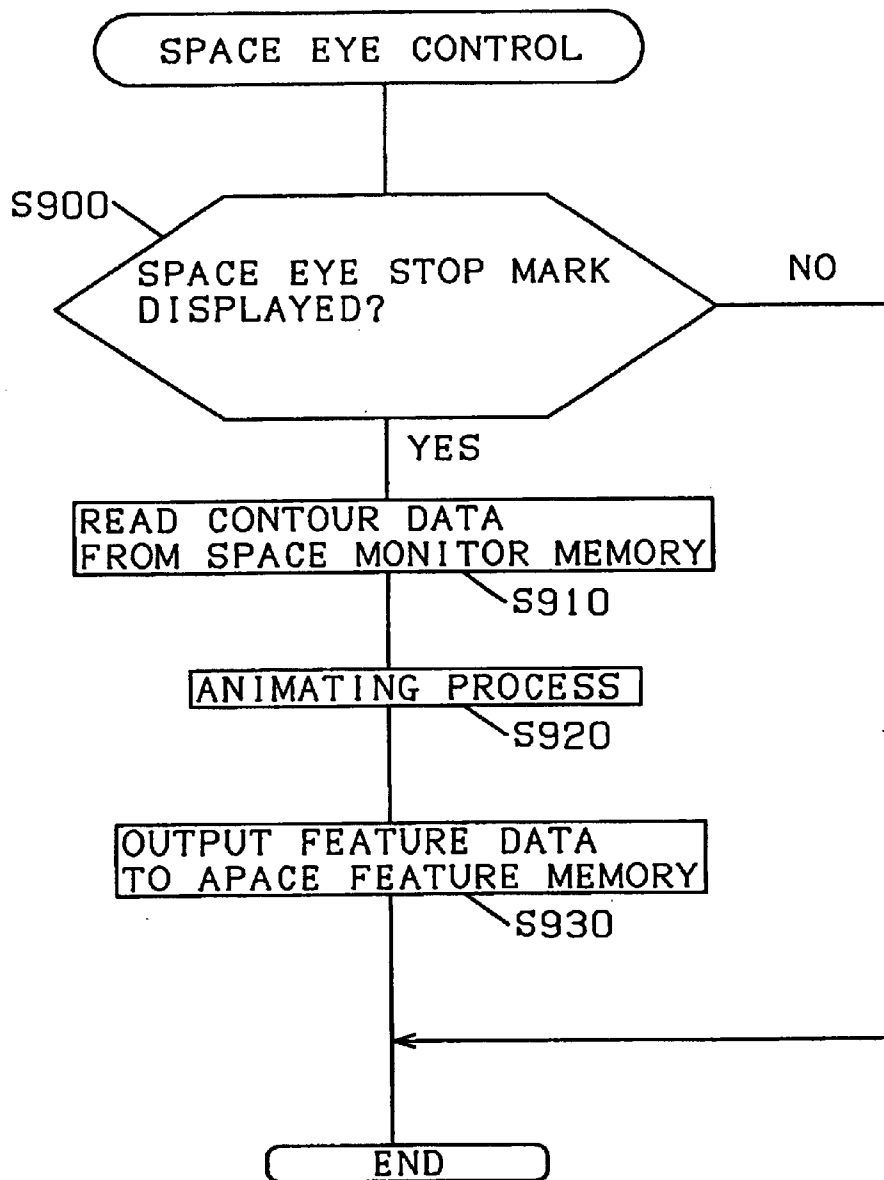 SPACE EYE CONTROL
S900
SPACE EYE STOP MARK
DISPLAYED?
NO
YES
READ CONTOUR DATA
FROM SPACE MONITOR MEMORY
S910
ANIMATING PROCESS
S920
OUTPUT FEATURE DATA
TO APACE FEATURE MEMORY
S930
END